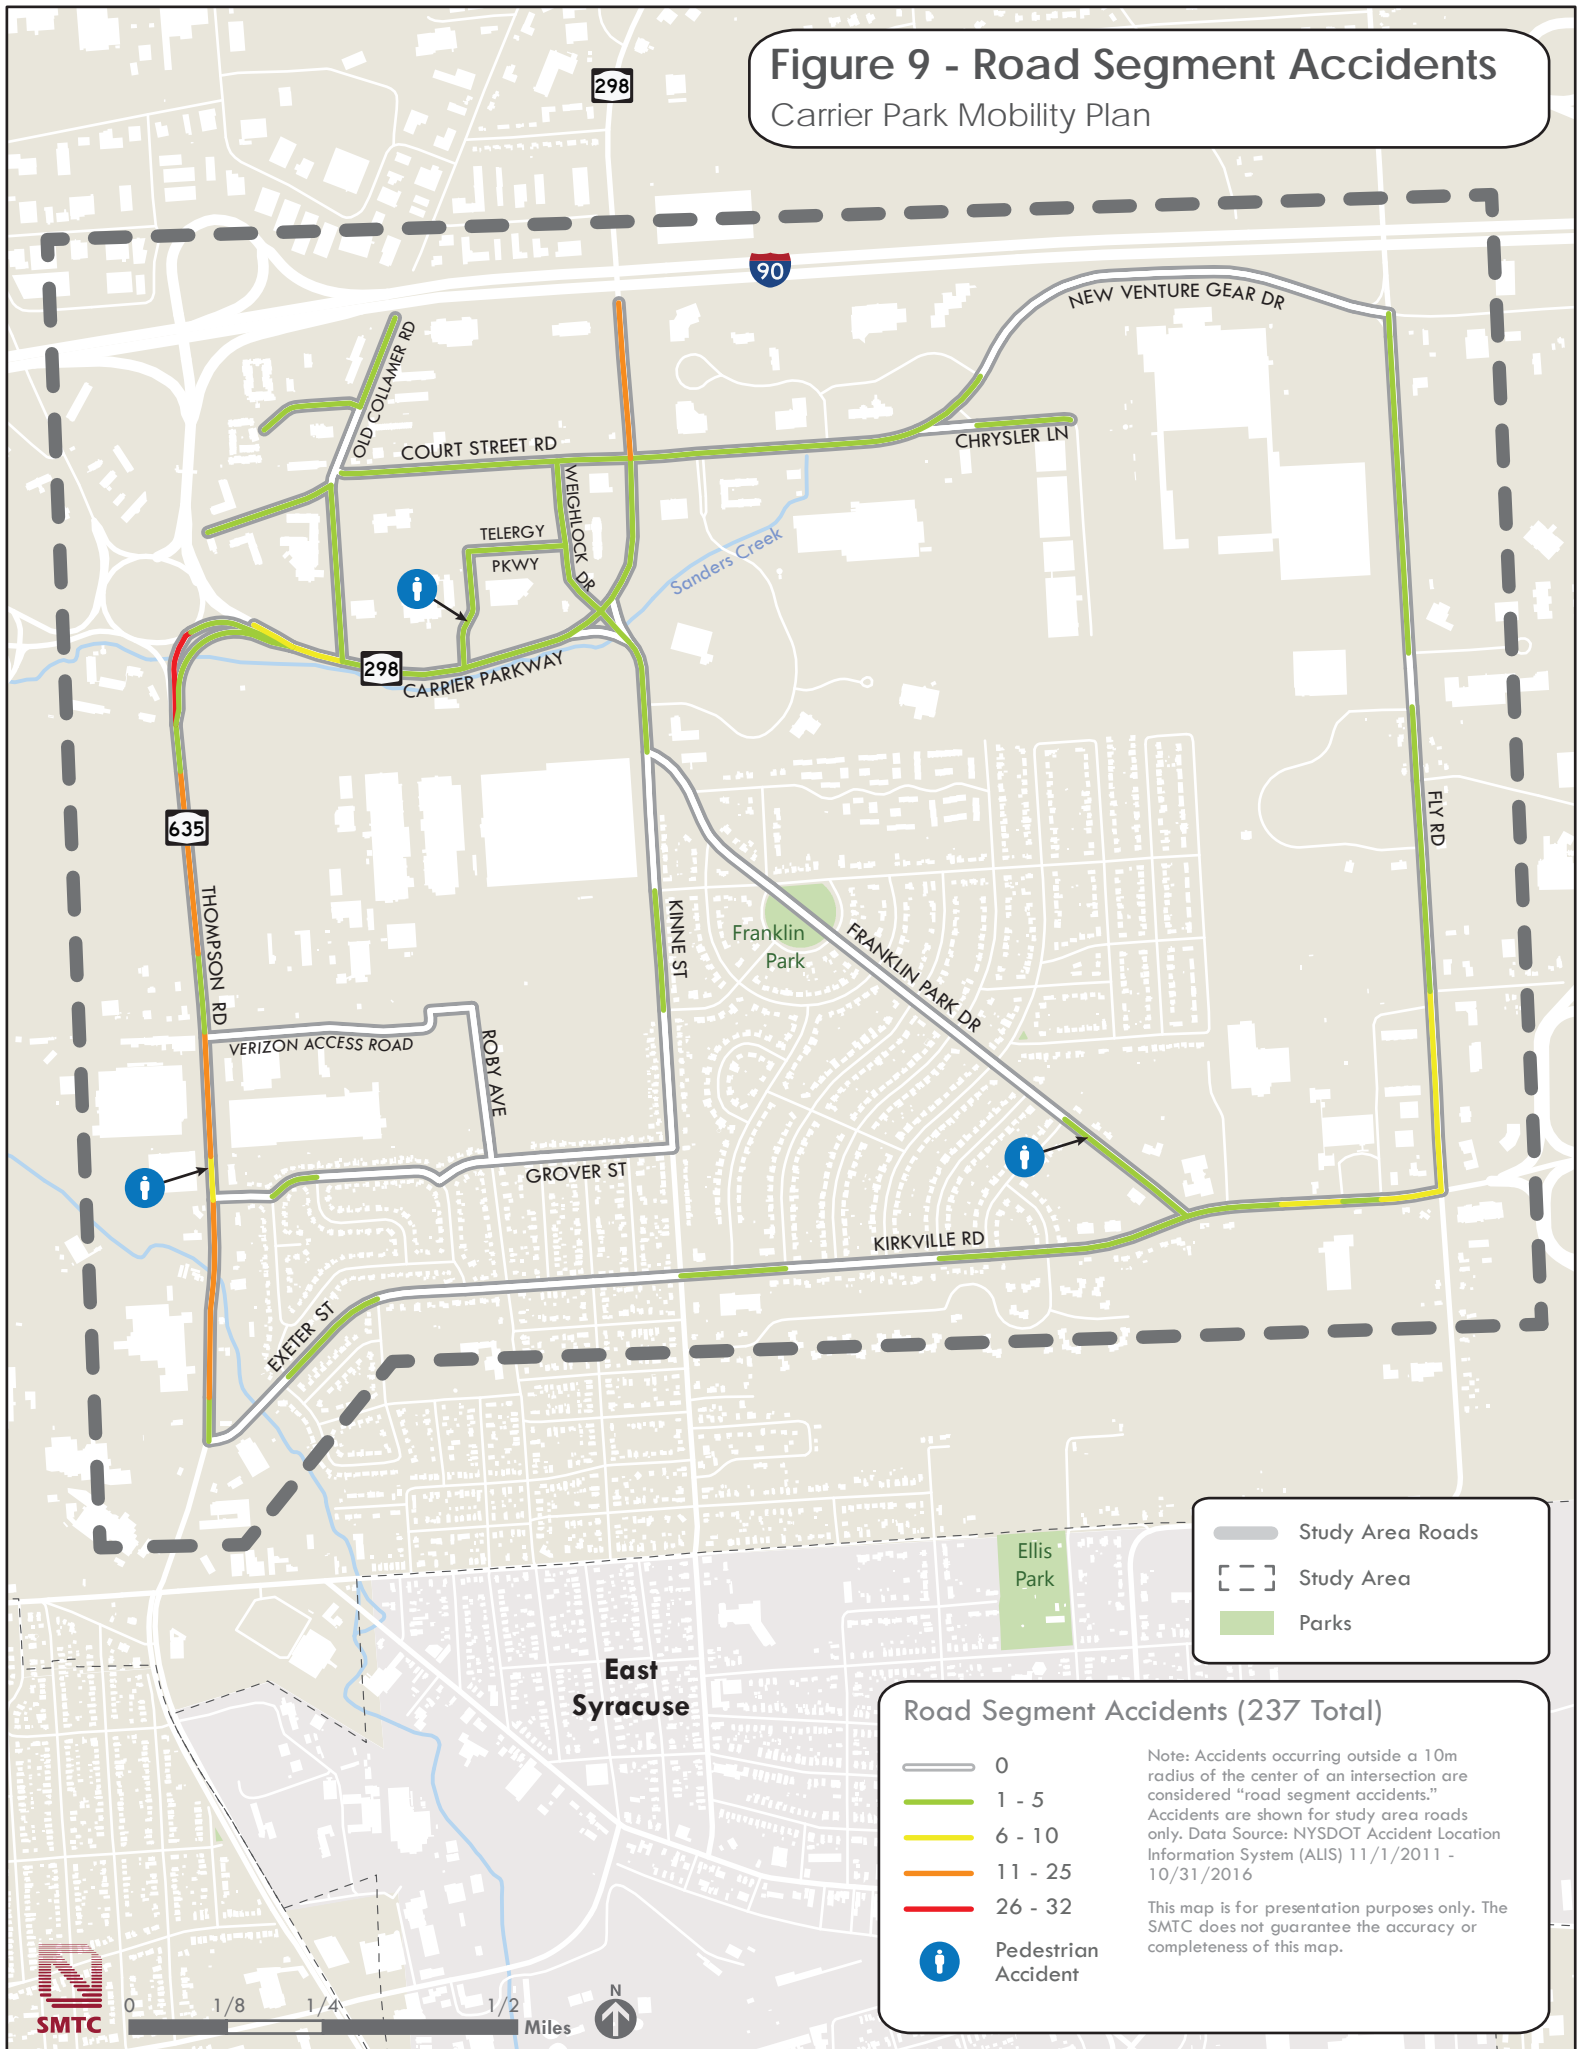 Figure 9 - Road Segment Accidents
Carrier Park Mobility Plan
298
90
NEW VENTURE GEAR DR
OLD COLLAMER RD
COURT STREET RD
CHRYSLER LN
WEIGHLOCK DR
TELERGY
PKWY
Sanders Creek
298
CARRIER PARKWAY
635
FLY RD
THOMPSON RD
KINNE ST
Franklin
Park
FRANKLIN PARK DR
VERIZON ACCESS ROAD
ROBY AVE
GROVER ST
KIRKVILLE RD
EXETER ST
Ellis
Park
East
Syracuse
Study Area Roads
Study Area
Parks
Road Segment Accidents (237 Total)
0
1 - 5
6 - 10
11 - 25
26 - 32
Pedestrian
Accident
Note: Accidents occurring outside a 10m
radius of the center of an intersection are
considered “road segment accidents.”
Accidents are shown for study area roads
only. Data Source: NYSDOT Accident Location
Information System (ALIS) 11/1/2011 -
10/31/2016
This map is for presentation purposes only. The
SMTC does not guarantee the accuracy or
completeness of this map.
SMTC
0 1/8 1/4 1/2
Miles
N